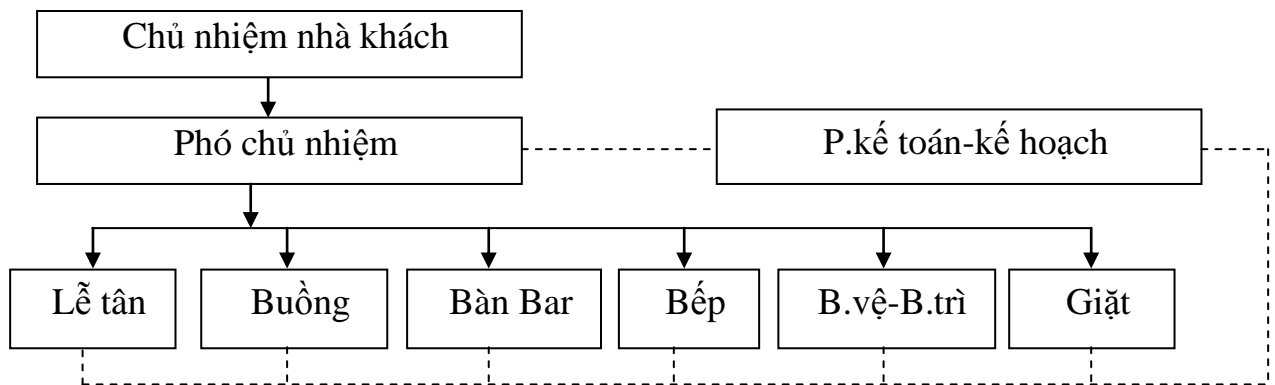 Chủ nhiệm nhà khách
Phó chủ nhiệm
P.kế toán-kế hoạch
Lễ tân
Buồng
Bàn Bar
Bếp
B.vệ-B.trì
Giặt